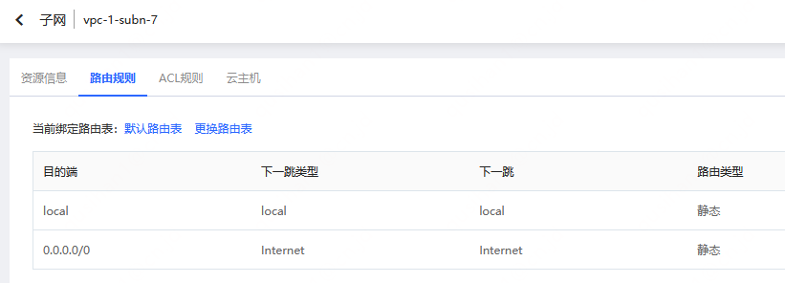 子网 vpc-1-subn-7
资源信息 路由规则 ACL规则 云主机
当前绑定路由表：默认路由表 更换路由表
目的端 下一跳类型 下一跳 路由类型
local local local 静态
0.0.0.0/0 Internet Internet 静态